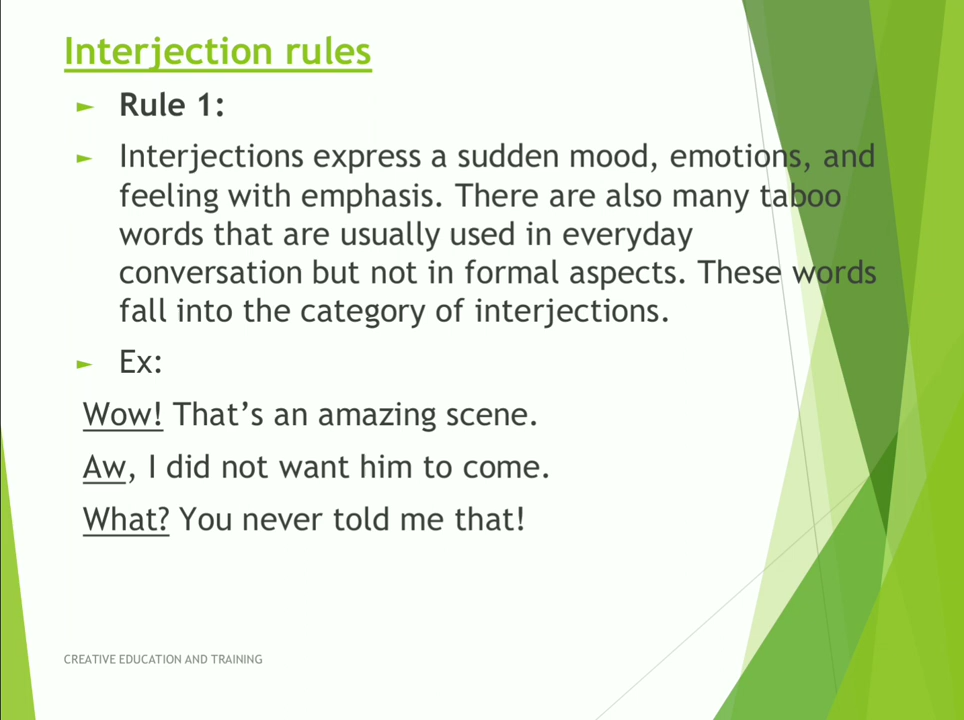 Interjection rules
► Rule 1:
► Interjections express a sudden mood, emotions, and
feeling with emphasis. There are also many taboo
words that are usually used in everyday
conversation but not in formal aspects. These words
fall into the category of interjections.
► Ex:
Wow! That’s an amazing scene.
Aw, I did not want him to come.
What? You never told me that!
CREATIVE EDUCATION AND TRAINING